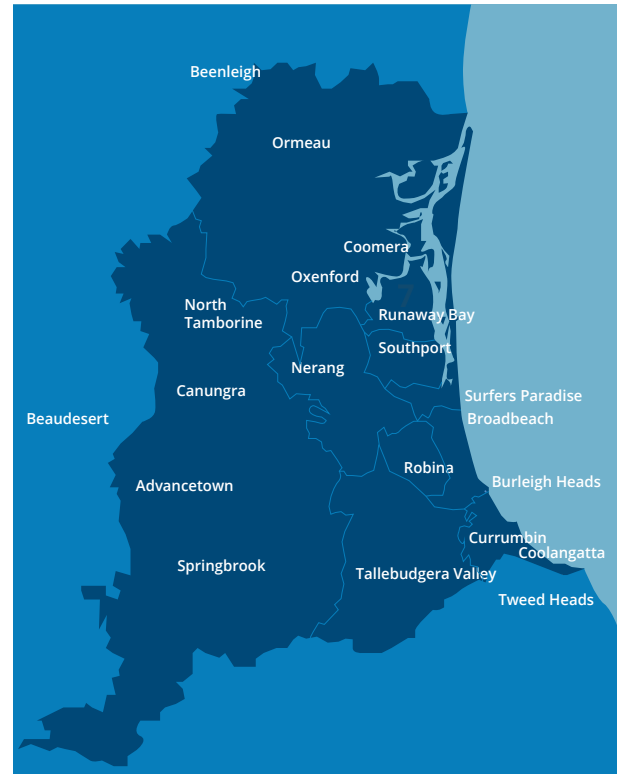 Beenleigh
Ormeau
Coomera
Oxenford
7
North
Tamborine
Runaway Bay
Southport
Nerang
Canungra
Surfers Paradise
Beaudesert
Broadbeach
Robina
Advancetown
Burleigh Heads
Currumbin
Coolangatta
Springbrook
Tallebudgera Valley
Tweed Heads